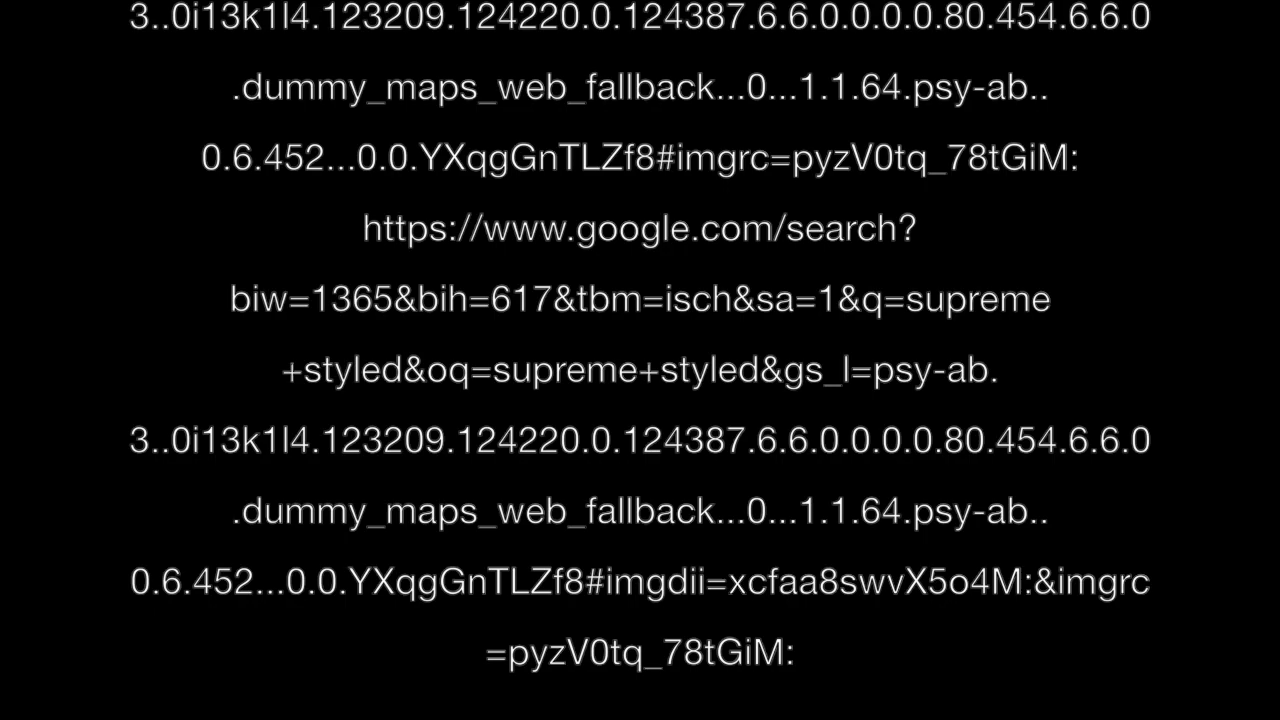 3..0i13k1l4.123209.124220.0.124387.6.6.0.0.0.0.80.454.6.6.0
.dummy_maps_web_fallback...0...1.1.64.psy-ab..
0.6.452...0.0.YXqgGnTLZf8#imgrc=pyzV0tq_78tGiM:
https://www.google.com/search?
biw=1365&bih=617&tbm=isch&sa=1&q=supreme
+styled&oq=supreme+styled&gs_l=psy-ab.
3..0i13k1l4.123209.124220.0.124387.6.6.0.0.0.0.80.454.6.6.0
.dummy_maps_web_fallback...0...1.1.64.psy-ab..
0.6.452...0.0.YXqgGnTLZf8#imgdii=xcfaa8swvX5o4M:&imgrc
=pyzV0tq_78tGiM: